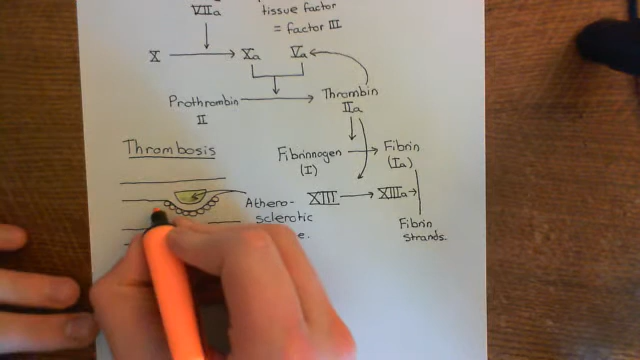 VIIa
tissue factor
= factor III
X
Xa
Va
Prothrombin
II
Thrombin
IIa
Thrombosis
Fibrinnogen
(I)
Fibrin
(Ia)
XIII
XIIIa
Athero-
sclerotic
e.
Fibrin
strands.